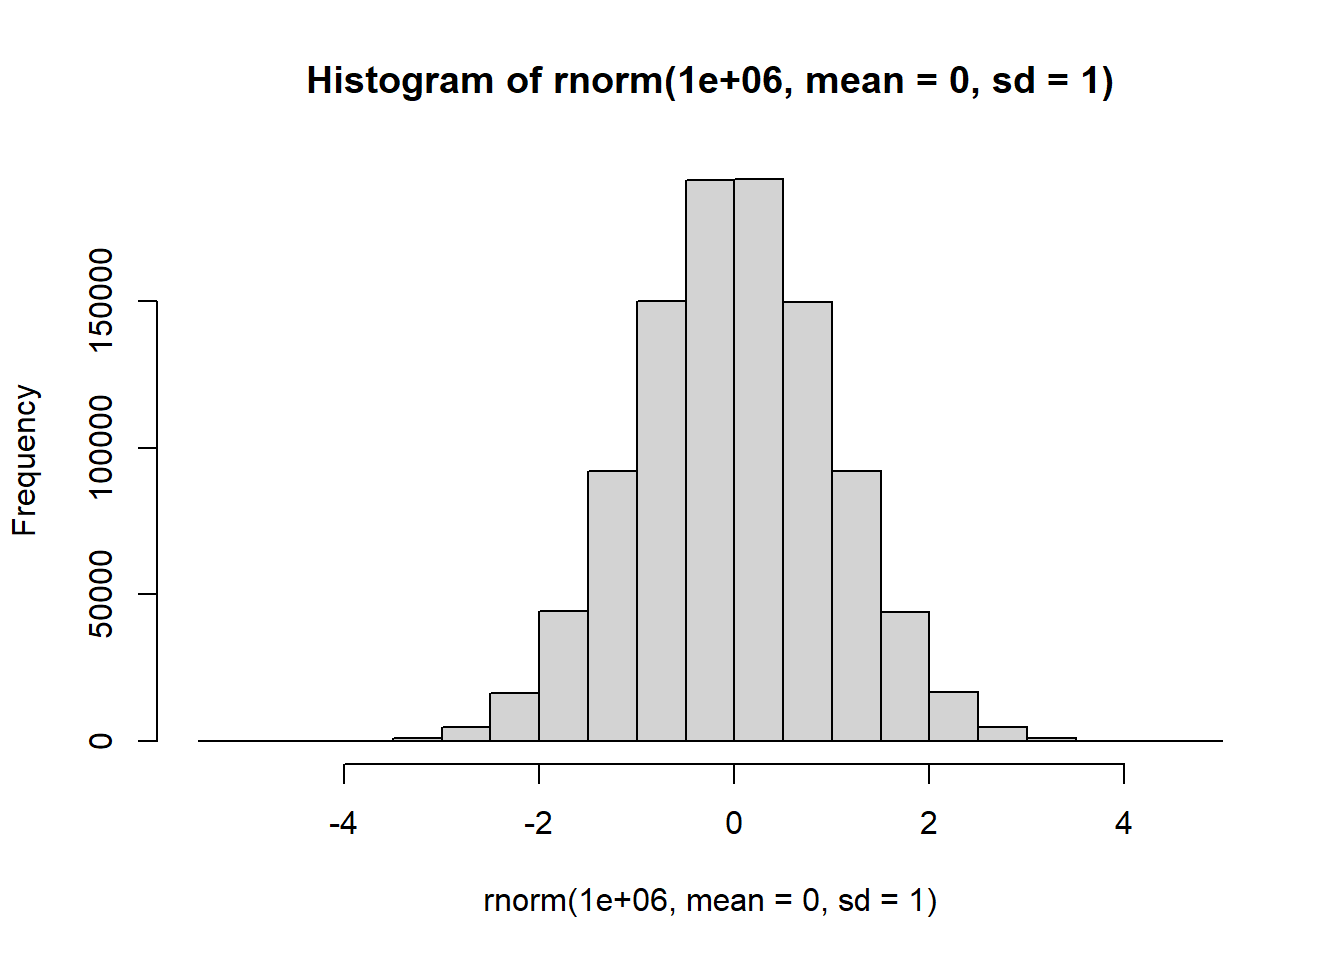 Histogram of rnorm(1e+06, mean = 0, sd = 1)
Frequency
150000
100000
50000
0
-4 -2 0 2 4
rnorm(1e+06, mean = 0, sd = 1)